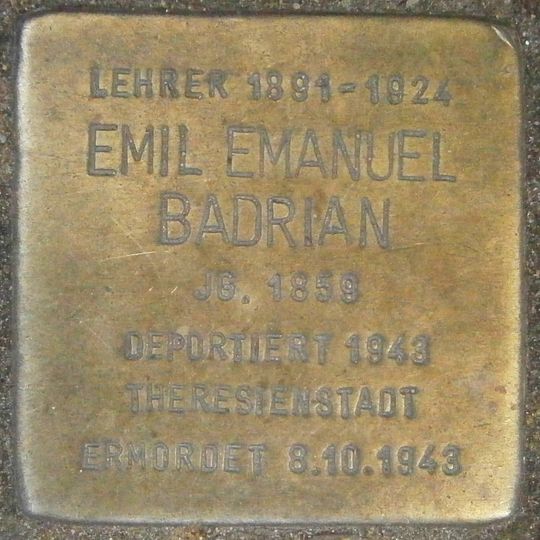 LEHRER 1891-1924
EMIL EMANUEL
BADRIAN
JG. 1859
DEPORTIERT 1943
THERESIENSTADT
ERMORDET 8.10.1943